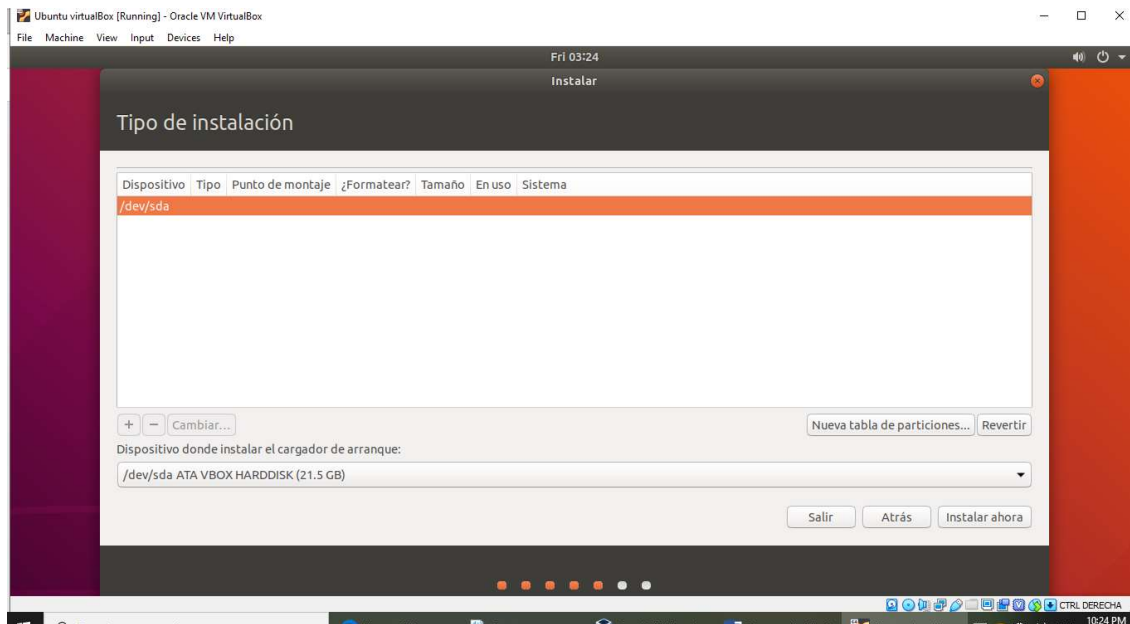 Ubuntu virtualBox [Running] - Oracle VM VirtualBox
File Machine View Input Devices Help
Fri 03:24
Instalar
Tipo de instalación
Dispositivo Tipo Punto de montaje ¿Formatear? Tamaño En uso Sistema
/dev/sda
+ − Cambiar... Nueva tabla de particiones... Revertir
Dispositivo donde instalar el cargador de arranque:
/dev/sda ATA VBOX HARDDISK (21.5 GB)
Salir Atrás Instalar ahora
CTRL DERECHA
10:24 PM